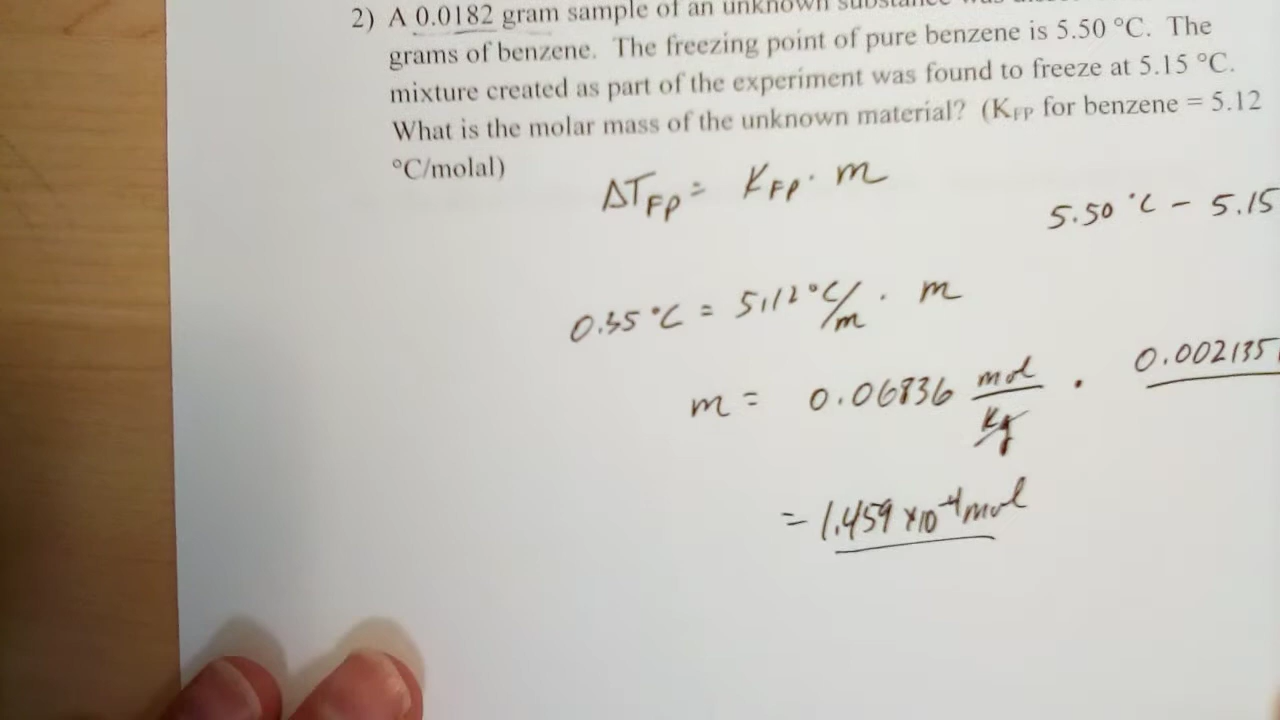 2) A 0.0182 gram sample of an unknown substance was
grams of benzene. The freezing point of pure benzene is 5.50 °C. The
mixture created as part of the experiment was found to freeze at 5.15 °C.
What is the molar mass of the unknown material? (KFP for benzene = 5.12
°C/molal)
ΔTFP = KFP · m
5.50 °C - 5.15
0.35 °C = 5.12 °C/m · m
m = 0.06836 mol/kg · 0.002135
= 1.459 x10^-4 mol